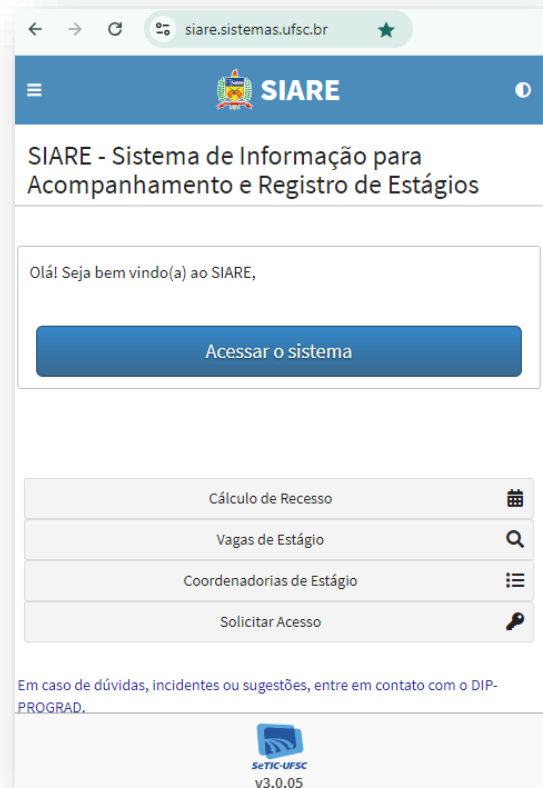 siare.sistemas.ufsc.br
SIARE
SIARE - Sistema de Informação para
Acompanhamento e Registro de Estágios
Olá! Seja bem vindo(a) ao SIARE,
Acessar o sistema
Cálculo de Recesso
Vagas de Estágio
Coordenadorias de Estágio
Solicitar Acesso
Em caso de dúvidas, incidentes ou sugestões, entre em contato com o DIP-
PROGRAD.
SeTIC-UFSC
v3.0.05